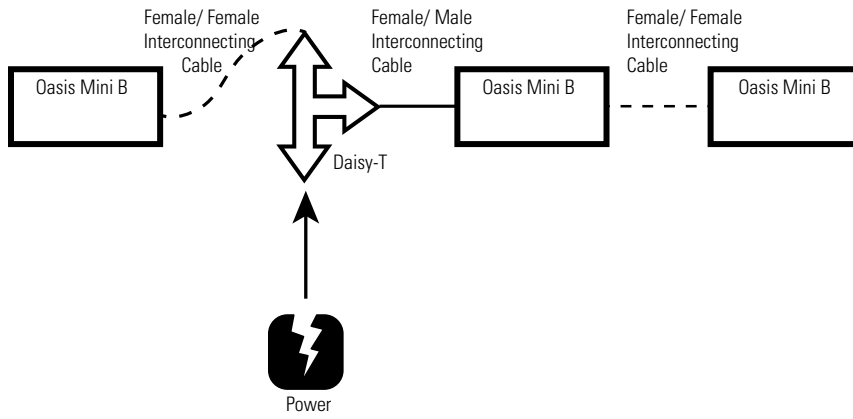 Female/ Female
Interconnecting
Cable
Female/ Male
Interconnecting
Cable
Female/ Female
Interconnecting
Cable
Oasis Mini B
Oasis Mini B
Oasis Mini B
Daisy-T
Power